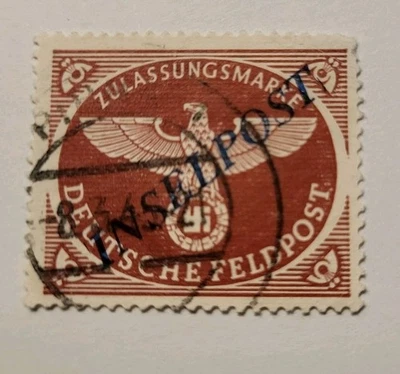 ZULASSUNGSMARKE
INSELPOST
DEUTSCHE FELDPOST